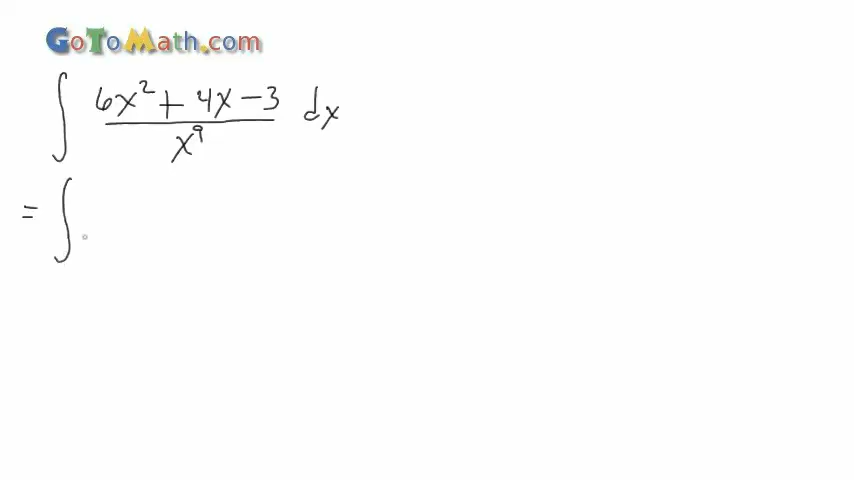 GoToMath.com
∫ (6x² + 4x − 3)/x⁹ dx
= ∫